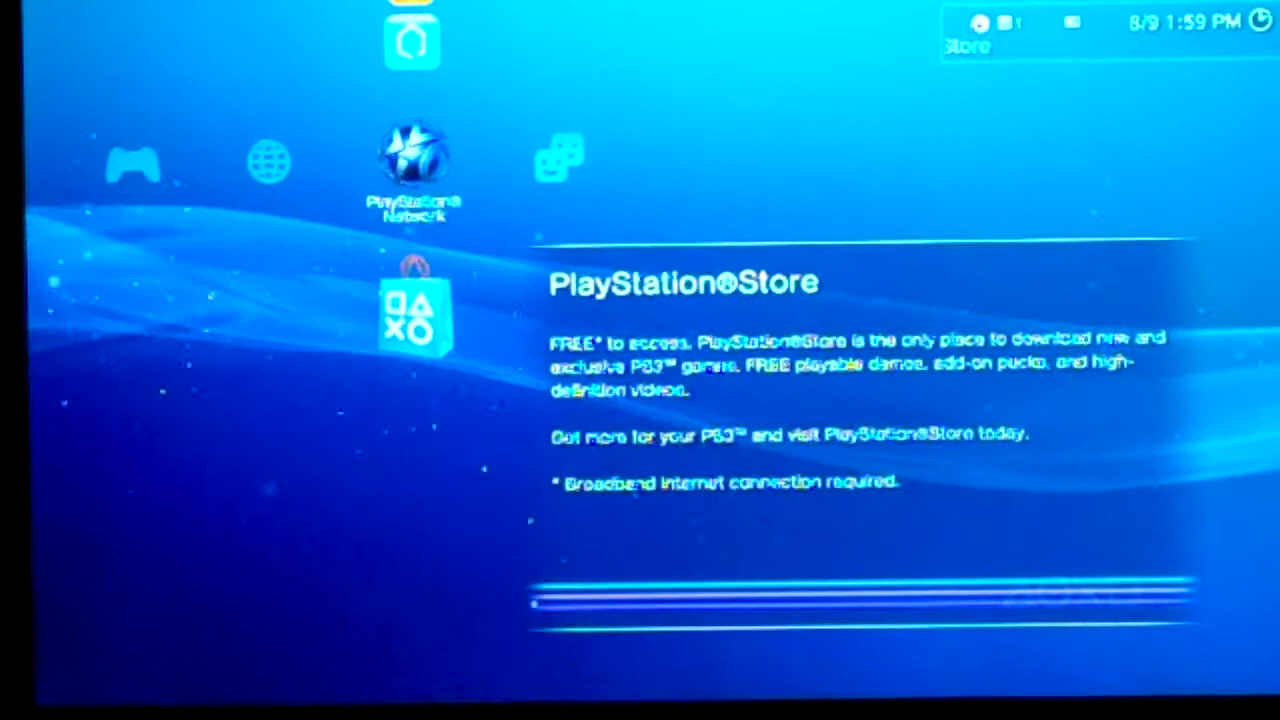 8/9 1:59 PM
Store
PlayStation®
Network
PlayStation®Store
FREE* to access, PlayStation®Store is the only place to download new and
exclusive PS3™ games, FREE playable demos, add-on packs, and high-
definition videos.
Get more for your PS3™ and visit PlayStation®Store today.
* Broadband Internet connection required.